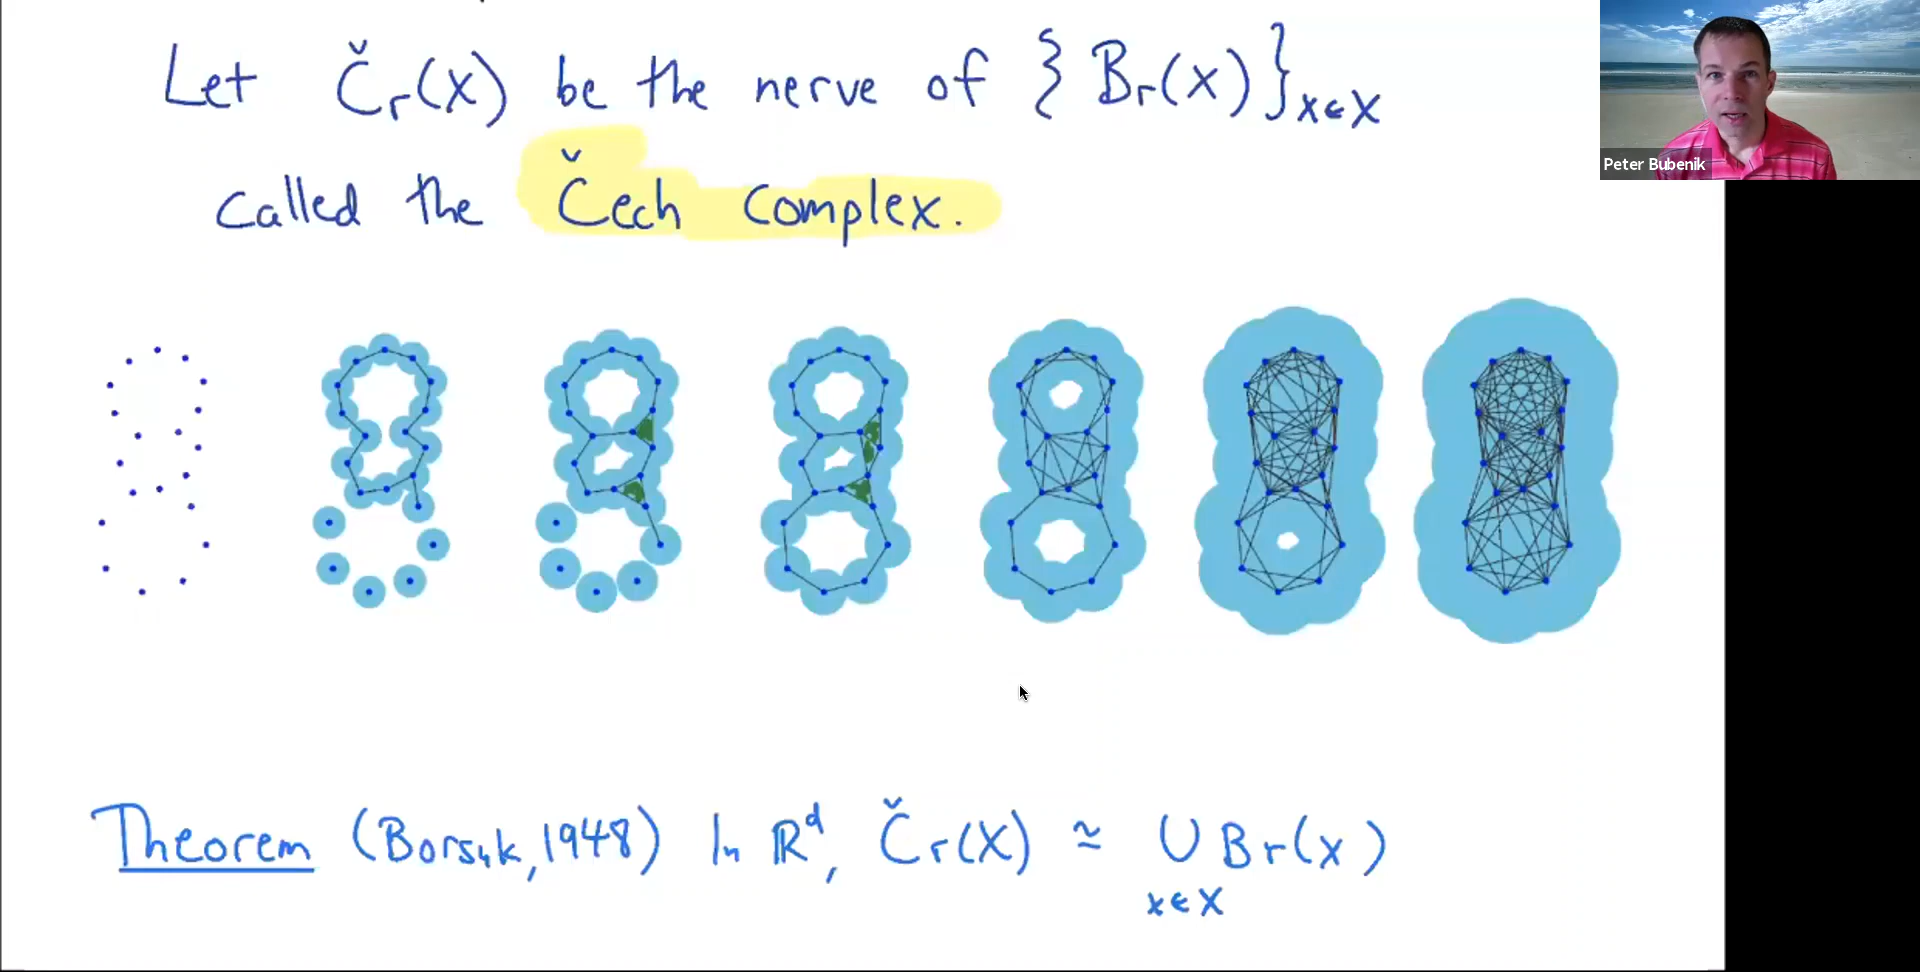 Let Č_r(X) be the nerve of { B_r(x) }_{x∈X}
called the Čech complex.
Peter Bubenik
Theorem (Borsuk, 1948) In ℝ^d, Č_r(X) ≃ ∪_{x∈X} B_r(x)